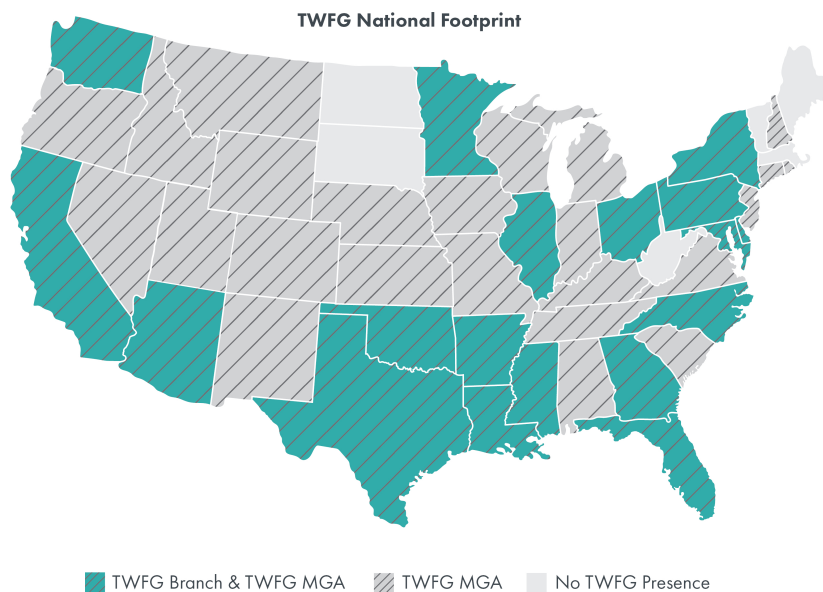 TWFG National Footprint
TWFG Branch & TWFG MGA TWFG MGA No TWFG Presence